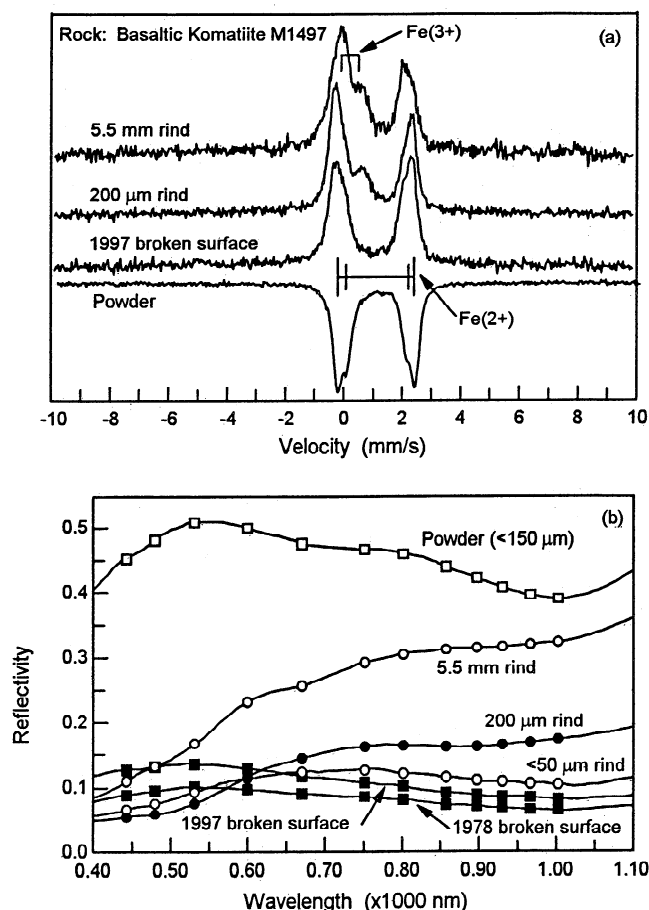 Rock: Basaltic Komatiite M1497
Fe(3+)
(a)
5.5 mm rind
200 µm rind
1997 broken surface
Powder
Fe(2+)
-10 -8 -6 -4 -2 0 2 4 6 8 10
Velocity (mm/s)
(b)
0.5
Powder (<150 µm)
0.4
0.3
5.5 mm rind
0.2
200 µm rind
<50 µm rind
0.1
1997 broken surface
1978 broken surface
0.0
0.40 0.50 0.60 0.70 0.80 0.90 1.00 1.10
Wavelength (x1000 nm)
Reflectivity